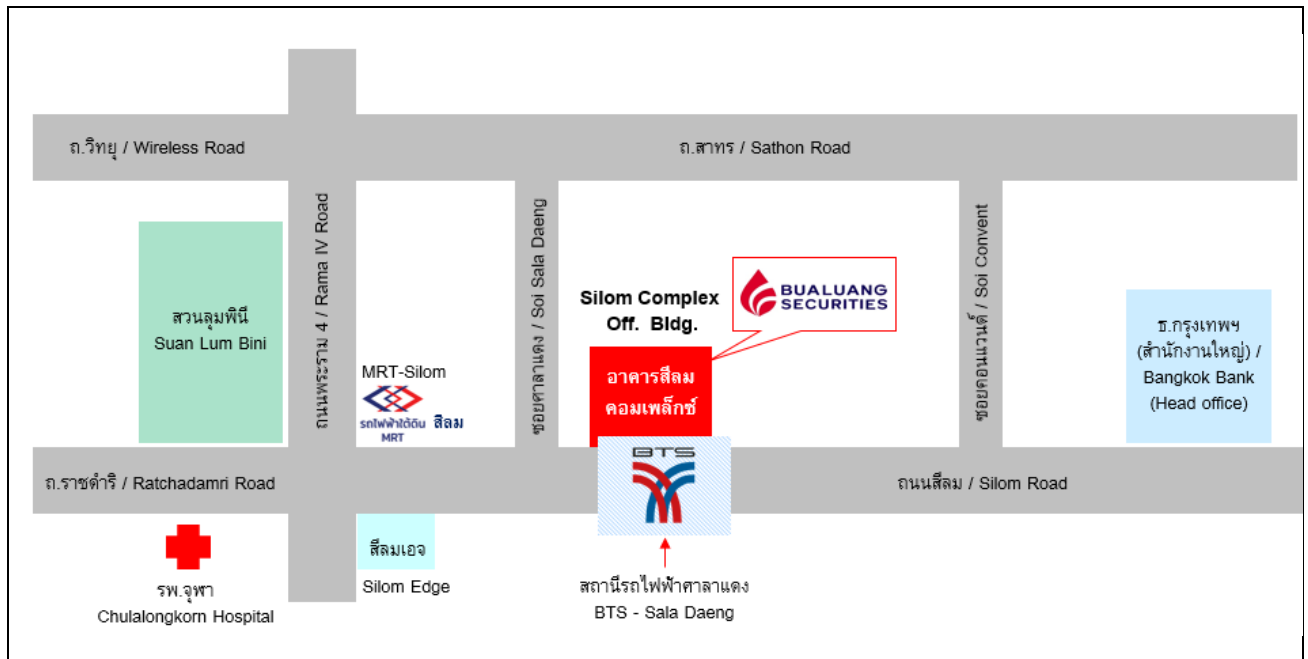 ถ.วิทยุ / Wireless Road
ถ.สาทร / Sathon Road
ถนนพระราม 4 / Rama IV Road
ซอยศาลาแดง / Soi Sala Daeng
ซอยคอนแวนต์ / Soi Convent
สวนลุมพินี
Suan Lum Bini
MRT-Silom
รถไฟฟ้าใต้ดิน สีลม
MRT
Silom Complex
Off. Bldg.
BUALUANG
SECURITIES
อาคารสีลม
คอมเพล็กซ์
ธ.กรุงเทพฯ
(สำนักงานใหญ่) /
Bangkok Bank
(Head office)
BTS
ถ.ราชดำริ / Ratchadamri Road
ถนนสีลม / Silom Road
รพ.จุฬา
Chulalongkorn Hospital
สีลมเอจ
Silom Edge
สถานีรถไฟฟ้าศาลาแดง
BTS - Sala Daeng